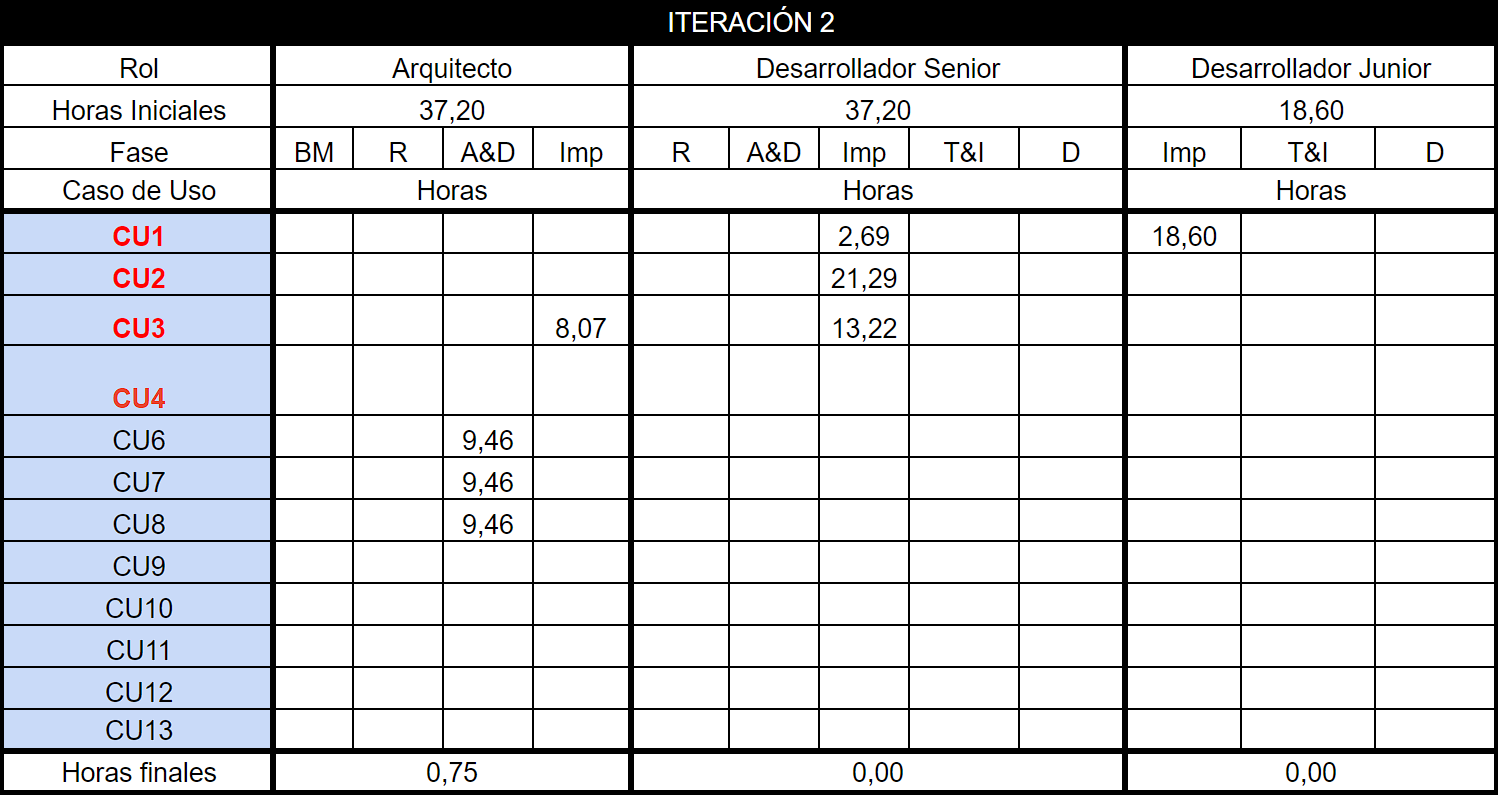 ITERACIÓN 2
Rol Arquitecto Desarrollador Senior Desarrollador Junior
Horas Iniciales 37,20 37,20 18,60
Fase BM R A&D Imp R A&D Imp T&I D Imp T&I D
Caso de Uso Horas Horas Horas
CU1 2,69 18,60
CU2 21,29
CU3 8,07 13,22
CU4
CU6 9,46
CU7 9,46
CU8 9,46
CU9
CU10
CU11
CU12
CU13
Horas finales 0,75 0,00 0,00